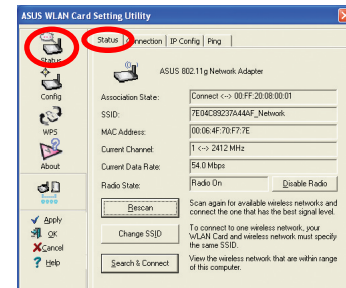 ASUS WLAN Card Setting Utility
Status
Config
WPS
About
Apply
OK
Cancel
Help
Status Connection IP Config Ping
ASUS 802.11g Network Adapter
Association State: Connect <--> 00:FF:20:08:00:01
SSID: 7E04C89237A44AF_Network
MAC Address: 00:06:4F:70:F7:7E
Current Channel: 1 <--> 2412 MHz
Current Data Rate: 54.0 Mbps
Radio State: Radio On Disable Radio
Rescan Scan again for available wireless networks and
connect the one that has the best signal level.
Change SSID To connect to one wireless network, your
WLAN Card and wireless network must specify
the same SSID.
Search & Connect View the wireless network that are within range
of this computer.